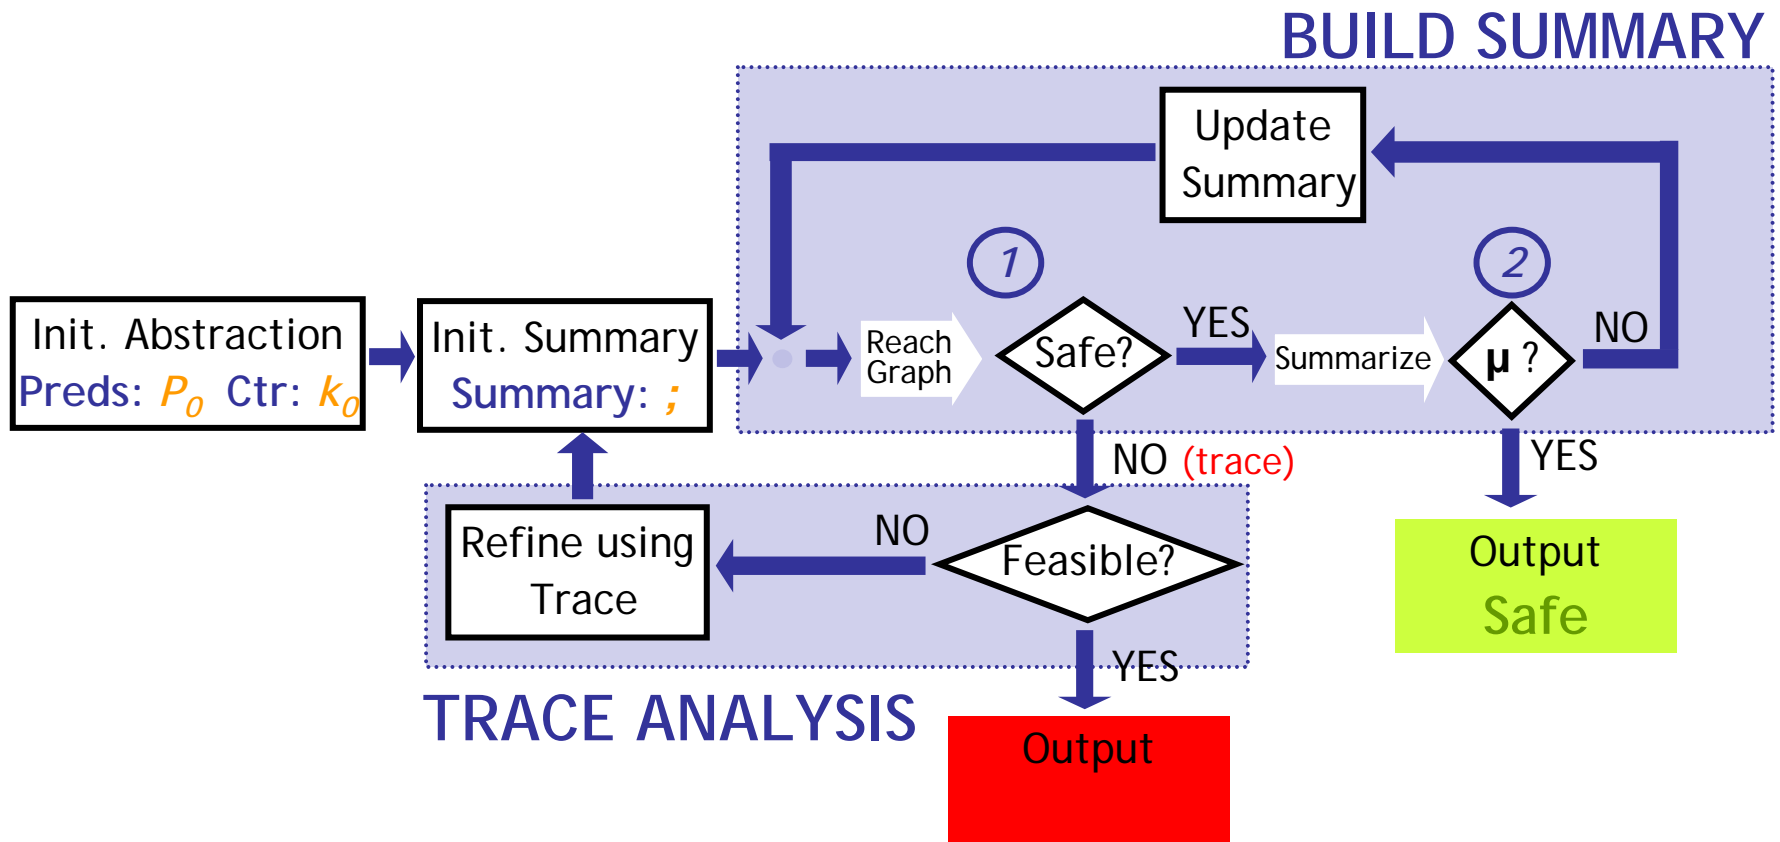 BUILD SUMMARY
Update
Summary
1
2
Init. Abstraction
Preds: P0 Ctr: k0
Init. Summary
Summary: ;
Reach
Graph
Safe?
YES
Summarize
μ ?
NO
NO (trace)
YES
Refine using
Trace
NO
Feasible?
Output
Safe
YES
TRACE ANALYSIS
Output